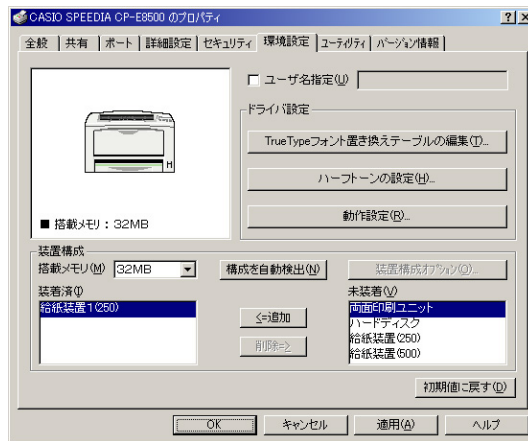 CASIO SPEEDIA CP-E8500 のプロパティ
全般 共有 ポート 詳細設定 セキュリティ 環境設定 ユーティリティ バージョン情報
ユーザ名指定(U)
ドライバ設定
TrueTypeフォント置き換えテーブルの編集(T)...
ハーフトーンの設定(H)...
動作設定(R)...
H
■ 搭載メモリ : 32MB
装置構成
搭載メモリ(M) 32MB 構成を自動検出(N) 装置構成オプション(O)...
装着済(I) 未装着(V)
給紙装置1(250)
<=追加
削除=>
両面印刷ユニット
ハードディスク
給紙装置(250)
給紙装置(500)
初期値に戻す(D)
OK キャンセル 適用(A) ヘルプ